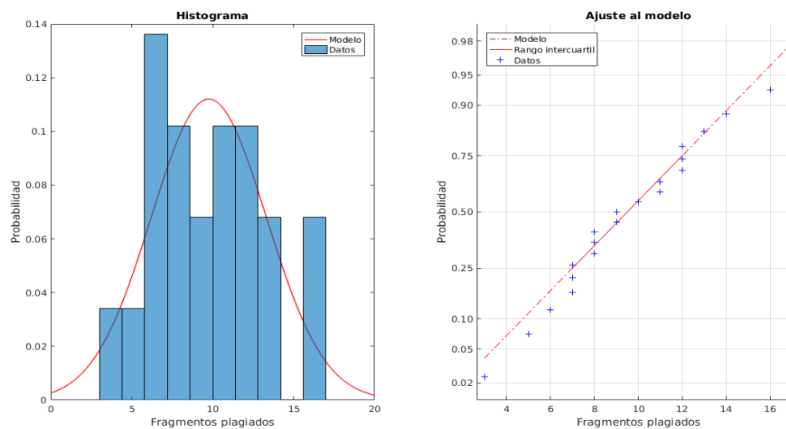 Histograma
0.14
0.12
0.1
0.08
0.06
0.04
0.02
0
Probabilidad
Modelo
Datos
0 5 10 15 20
Fragmentos plagiados
Ajuste al modelo
0.98
0.95
0.90
0.75
0.50
0.25
0.10
0.05
0.02
Probabilidad
Modelo
Rango intercuartil
Datos
4 6 8 10 12 14 16
Fragmentos plagiados